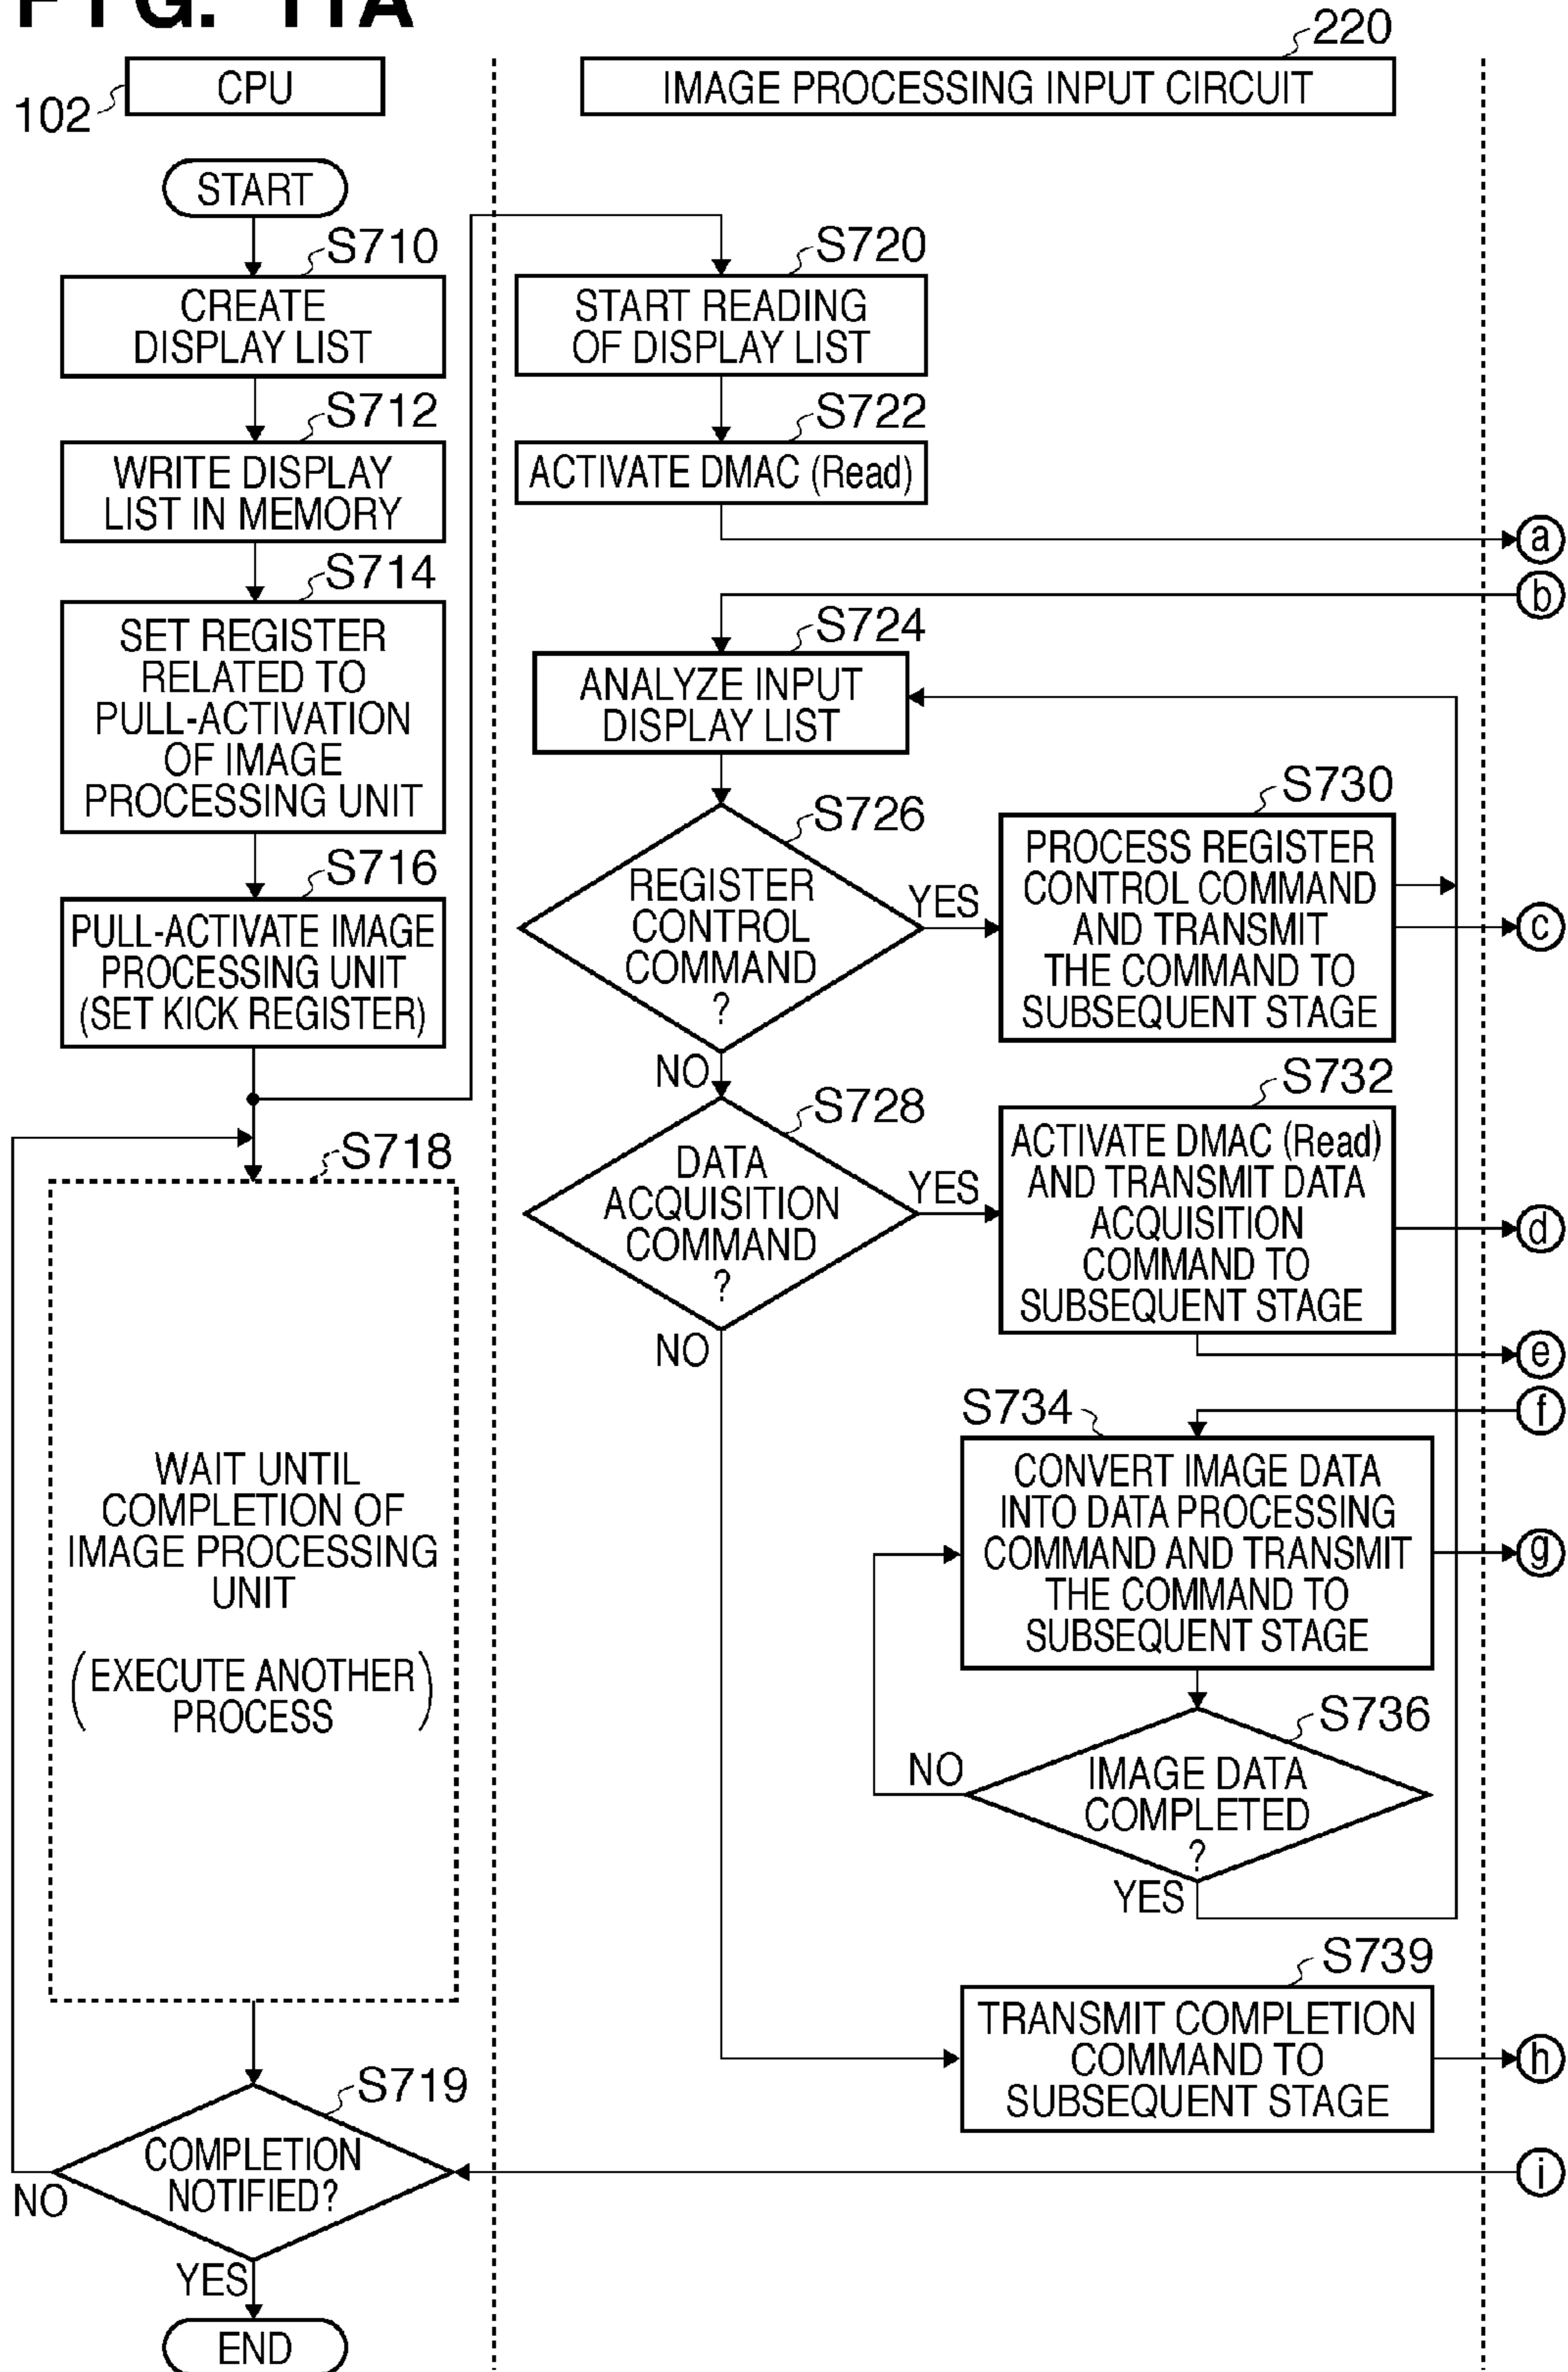 FIG. 11A
220
CPU
IMAGE PROCESSING INPUT CIRCUIT
102
START
S710
CREATE
DISPLAY LIST
S712
WRITE DISPLAY
LIST IN MEMORY
S714
SET REGISTER
RELATED TO
PULL-ACTIVATION
OF IMAGE
PROCESSING UNIT
S716
PULL-ACTIVATE IMAGE
PROCESSING UNIT
(SET KICK REGISTER)
S718
WAIT UNTIL
COMPLETION OF
IMAGE PROCESSING
UNIT
(EXECUTE ANOTHER
PROCESS)
S719
COMPLETION
NOTIFIED?
NO
YES
END
S720
START READING
OF DISPLAY LIST
S722
ACTIVATE DMAC (Read)
a
b
S724
ANALYZE INPUT
DISPLAY LIST
S726
REGISTER
CONTROL
COMMAND
?
YES
NO
S730
PROCESS REGISTER
CONTROL COMMAND
AND TRANSMIT
THE COMMAND TO
SUBSEQUENT STAGE
c
S728
DATA
ACQUISITION
COMMAND
?
YES
NO
S732
ACTIVATE DMAC (Read)
AND TRANSMIT DATA
ACQUISITION
COMMAND TO
SUBSEQUENT STAGE
d
e
f
S734
CONVERT IMAGE DATA
INTO DATA PROCESSING
COMMAND AND TRANSMIT
THE COMMAND TO
SUBSEQUENT STAGE
g
S736
IMAGE DATA
COMPLETED
?
NO
YES
S739
TRANSMIT COMPLETION
COMMAND TO
SUBSEQUENT STAGE
h
i